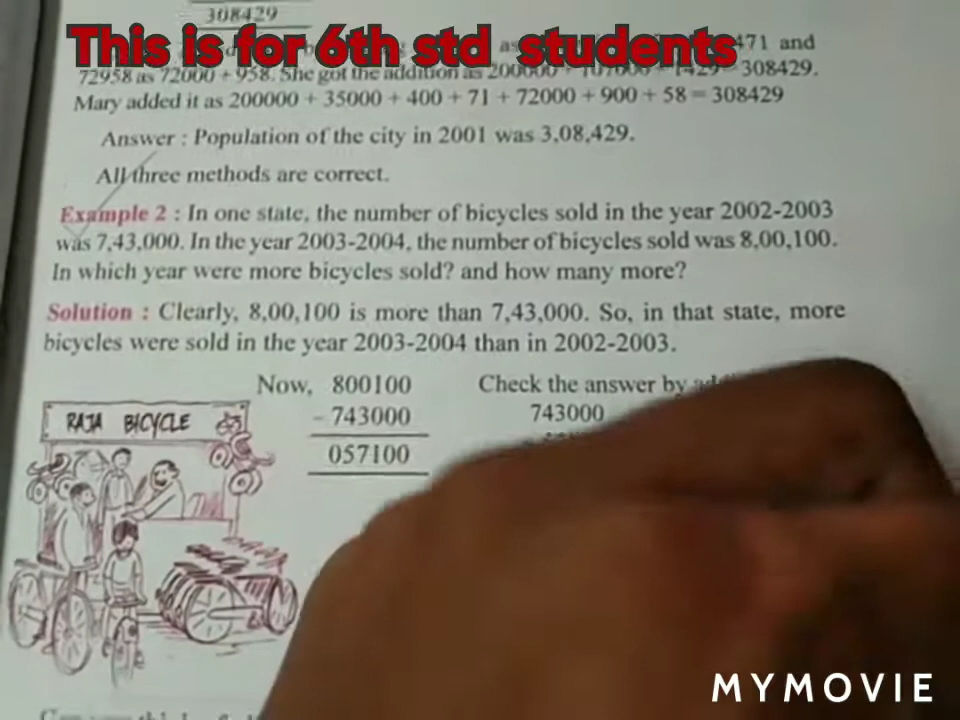 308429
This is for 6th std students
471 and
72958 as 72000 + 958. She got the addition as 200000 + 107000 + 1429 = 308429.
Mary added it as 200000 + 35000 + 400 + 71 + 72000 + 900 + 58 = 308429
Answer : Population of the city in 2001 was 3,08,429.
All three methods are correct.
Example 2 : In one state, the number of bicycles sold in the year 2002-2003
was 7,43,000. In the year 2003-2004, the number of bicycles sold was 8,00,100.
In which year were more bicycles sold? and how many more?
Solution : Clearly, 8,00,100 is more than 7,43,000. So, in that state, more
bicycles were sold in the year 2003-2004 than in 2002-2003.
Now, 800100
- 743000
057100
Check the answer by
743000
RAJA BICYCLE
MYMOVIE